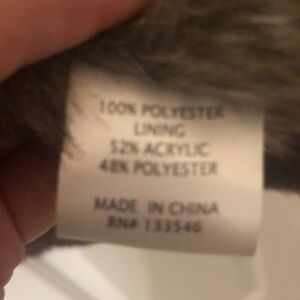 100% POLYESTER
LINING
52% ACRYLIC
48% POLYESTER
MADE IN CHINA
RN# 133546